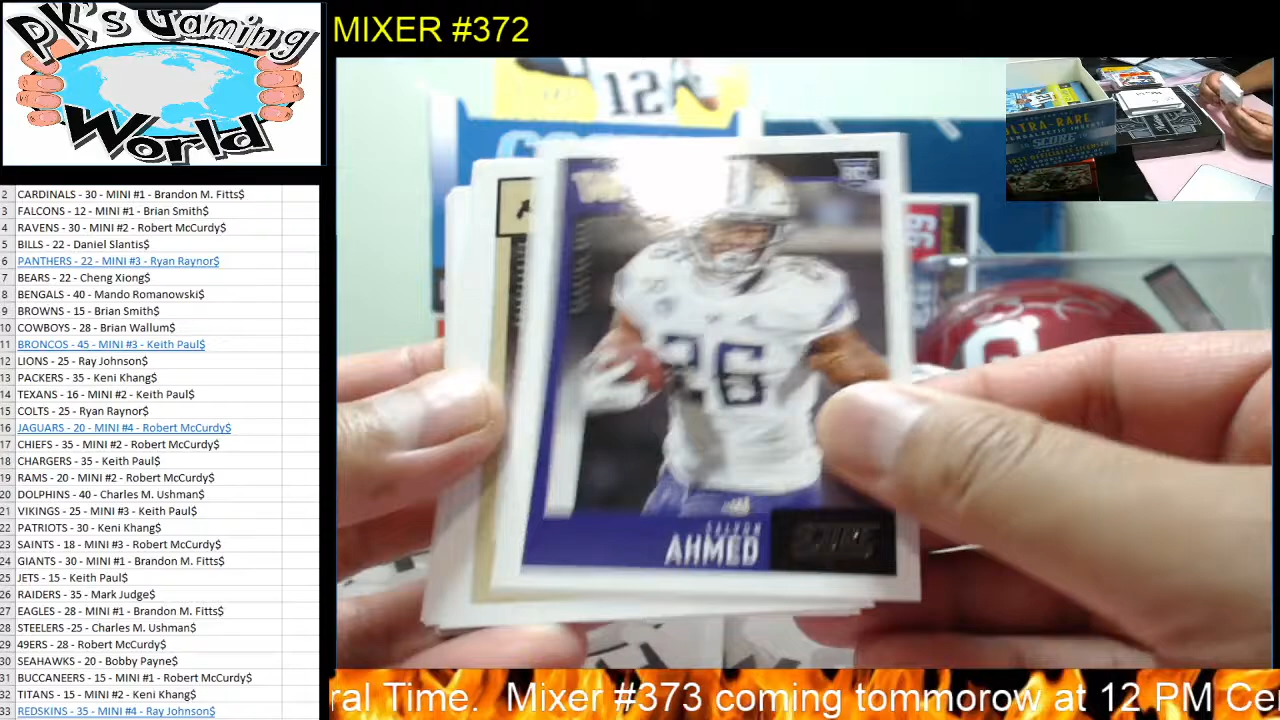 PK's Gaming
World
MIXER #372
2 CARDINALS - 30 - MINI #1 - Brandon M. Fitts$
3 FALCONS - 12 - MINI #1 - Brian Smith$
4 RAVENS - 30 - MINI #2 - Robert McCurdy$
5 BILLS - 22 - Daniel Slantis$
6 PANTHERS - 22 - MINI #3 - Ryan Raynor$
7 BEARS - 22 - Cheng Xiong$
8 BENGALS - 40 - Mando Romanowski$
9 BROWNS - 15 - Brian Smith$
10 COWBOYS - 28 - Brian Wallum$
11 BRONCOS - 45 - MINI #3 - Keith Paul$
12 LIONS - 25 - Ray Johnson$
13 PACKERS - 35 - Keni Khang$
14 TEXANS - 16 - MINI #2 - Keith Paul$
15 COLTS - 25 - Ryan Raynor$
16 JAGUARS - 20 - MINI #4 - Robert McCurdy$
17 CHIEFS - 35 - MINI #2 - Robert McCurdy$
18 CHARGERS - 35 - Keith Paul$
19 RAMS - 20 - MINI #2 - Robert McCurdy$
20 DOLPHINS - 40 - Charles M. Ushman$
21 VIKINGS - 25 - MINI #3 - Keith Paul$
22 PATRIOTS - 30 - Keni Khang$
23 SAINTS - 18 - MINI #3 - Robert McCurdy$
24 GIANTS - 30 - MINI #1 - Brandon M. Fitts$
25 JETS - 15 - Keith Paul$
26 RAIDERS - 35 - Mark Judge$
27 EAGLES - 28 - MINI #1 - Brandon M. Fitts$
28 STEELERS -25 - Charles M. Ushman$
29 49ERS - 28 - Robert McCurdy$
30 SEAHAWKS - 20 - Bobby Payne$
31 BUCCANEERS - 15 - MINI #1 - Robert McCurdy$
32 TITANS - 15 - MINI #2 - Keni Khang$
33 REDSKINS - 35 - MINI #4 - Ray Johnson$
12
RC
99
26
SALVON
AHMED
SCORE
ULTRA-RARE
SCORE
ral Time. Mixer #373 coming tommorow at 12 PM Ce